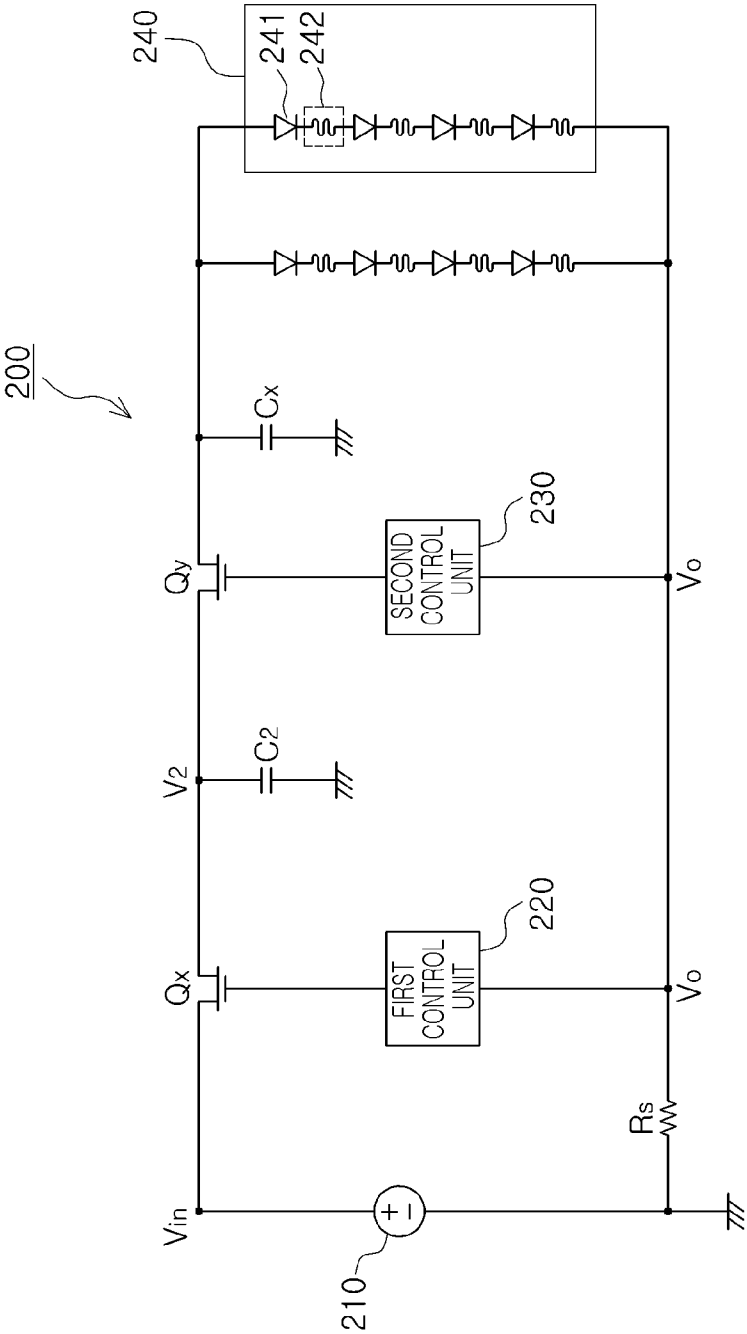 200
240
241
242
Vin
Qx
V2
Qy
C2
Cx
210
FIRST
CONTROL
UNIT
220
SECOND
CONTROL
UNIT
230
Rs
Vo
Vo